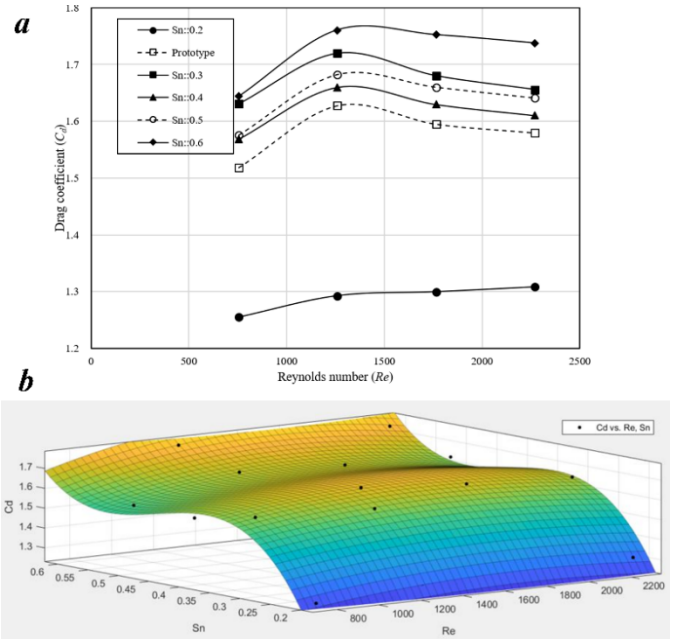 a
1.8
1.7
1.6
1.5
1.4
1.3
1.2
Drag coefficient (Cd)
Sn::0.2
Prototype
Sn::0.3
Sn::0.4
Sn::0.5
Sn::0.6
0 500 1000 1500 2000 2500
Reynolds number (Re)
b
Cd vs. Re, Sn
1.7
1.6
1.5
1.4
1.3
Cd
0.6 0.55 0.5 0.45 0.4 0.35 0.3 0.25 0.2
Sn
800 1000 1200 1400 1600 1800 2000 2200
Re